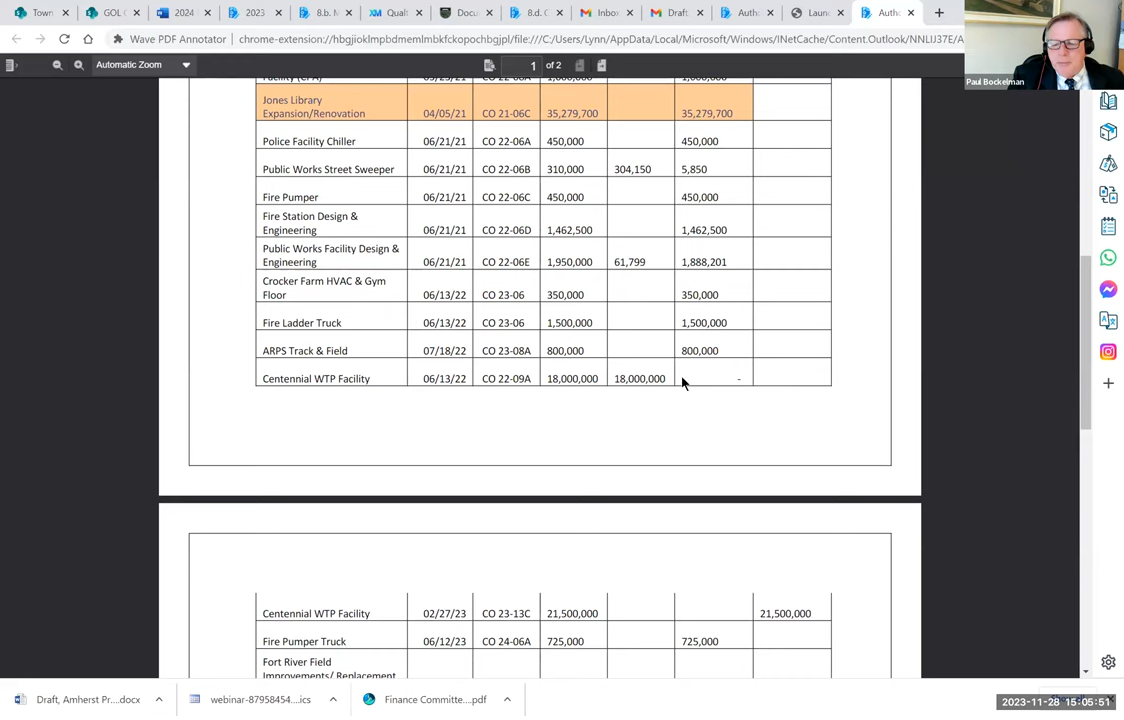 Town
GOL
2024
2023
8.b. M
Quali
Docu
8.d. C
Inbox
Draft
Autho
Laun
Autho
Paul Bockelman
Wave PDF Annotator
chrome-extension://hbgjioklmpbdmemlmbkfckopochbgjpl/file:///C:/Users/Lynn/AppData/Local/Microsoft/Windows/INetCache/Content.Outlook/NNLIJ37E/A
Automatic Zoom
1 of 2
Jones Library
Expansion/Renovation 04/05/21 CO 21-06C 35,279,700 35,279,700
Police Facility Chiller 06/21/21 CO 22-06A 450,000 450,000
Public Works Street Sweeper 06/21/21 CO 22-06B 310,000 304,150 5,850
Fire Pumper 06/21/21 CO 22-06C 450,000 450,000
Fire Station Design &
Engineering 06/21/21 CO 22-06D 1,462,500 1,462,500
Public Works Facility Design &
Engineering 06/21/21 CO 22-06E 1,950,000 61,799 1,888,201
Crocker Farm HVAC & Gym
Floor 06/13/22 CO 23-06 350,000 350,000
Fire Ladder Truck 06/13/22 CO 23-06 1,500,000 1,500,000
ARPS Track & Field 07/18/22 CO 23-08A 800,000 800,000
Centennial WTP Facility 06/13/22 CO 22-09A 18,000,000 18,000,000 -
Centennial WTP Facility 02/27/23 CO 23-13C 21,500,000 21,500,000
Fire Pumper Truck 06/12/23 CO 24-06A 725,000 725,000
Fort River Field
Improvements/ Replacement
Draft, Amherst Pr....docx
webinar-87958454....ics
Finance Committe....pdf
2023-11-28 15:05:51